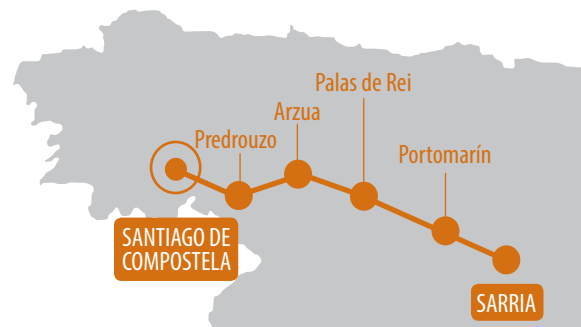 Palas de Rei
Arzua
Predrouzo
Portomarín
SANTIAGO DE
COMPOSTELA
SARRIA